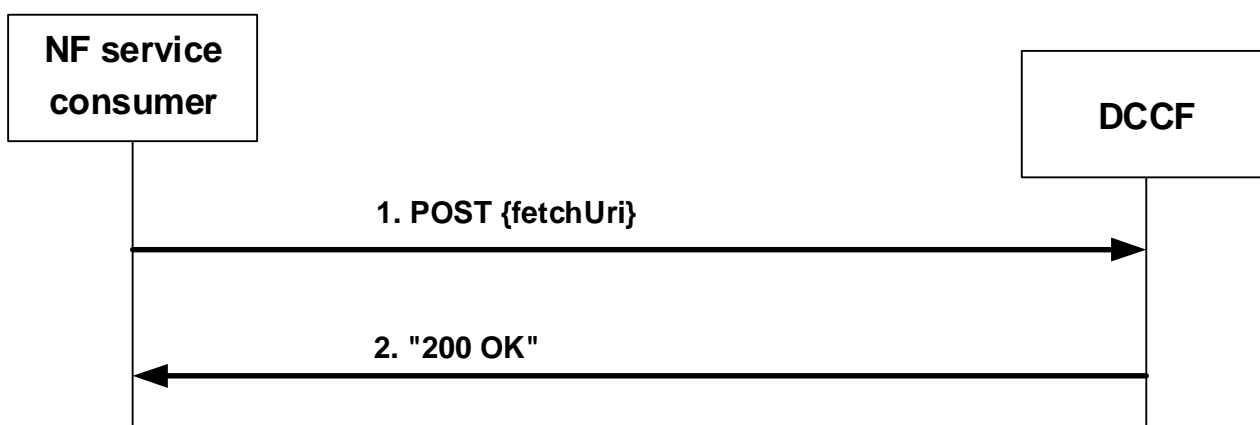 NF service
consumer
DCCF
1. POST {fetchUri}
2. "200 OK"